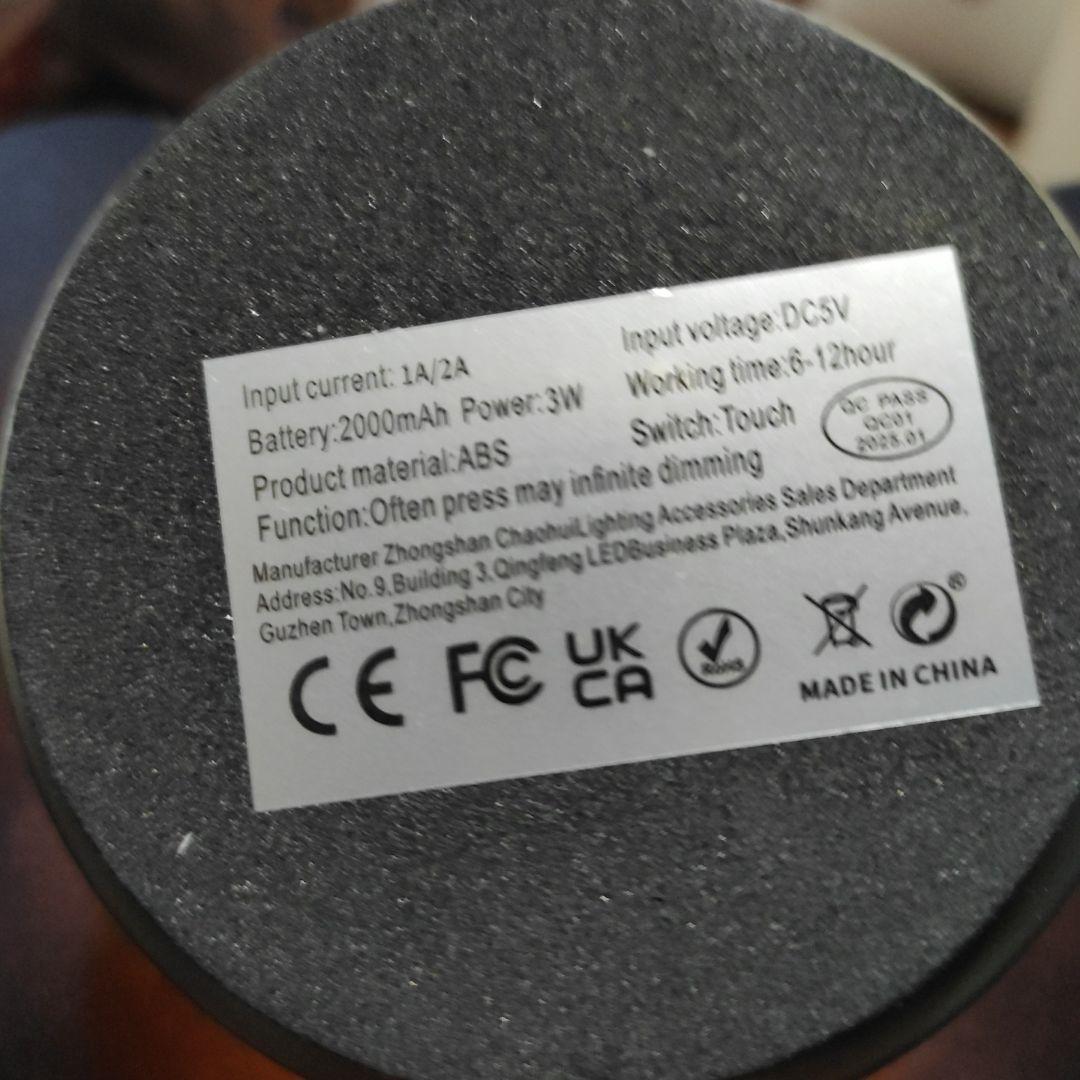 Input current: 1A/2A
Input voltage:DC5V
Battery:2000mAh Power:3W
Working time:6-12hour
Product material:ABS
Switch:Touch
QC PASS
QC01
2025.01
Function:Often press may infinite dimming
Manufacturer Zhongshan ChaohuiLighting Accessories Sales Department
Address:No.9,Building 3,Qingfeng LEDBusiness Plaza,Shunkang Avenue,
Guzhen Town,Zhongshan City
CE FC UK
CA
RoHS
®
MADE IN CHINA